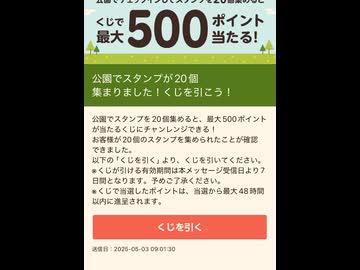 公園でチェックインしてスタンプを20個集めると
くじで
最大500ポイント
当たる!
公園でスタンプが20個
集まりました!くじを引こう!
公園でスタンプを20個集めると、最大500ポイント
が当たるくじにチャンレンジできる!
お客様が20個のスタンプを集めたことが確認
できました。
以下の「くじを引く」より、くじを引いてください。
※くじが引ける有効期間は本メッセージ受信日より7
日間となります。予めご了承ください。
※くじで当選したポイントは、当選から最大48時間
以内に進呈されます。
くじを引く
送信日:2025-05-03 09:01:30